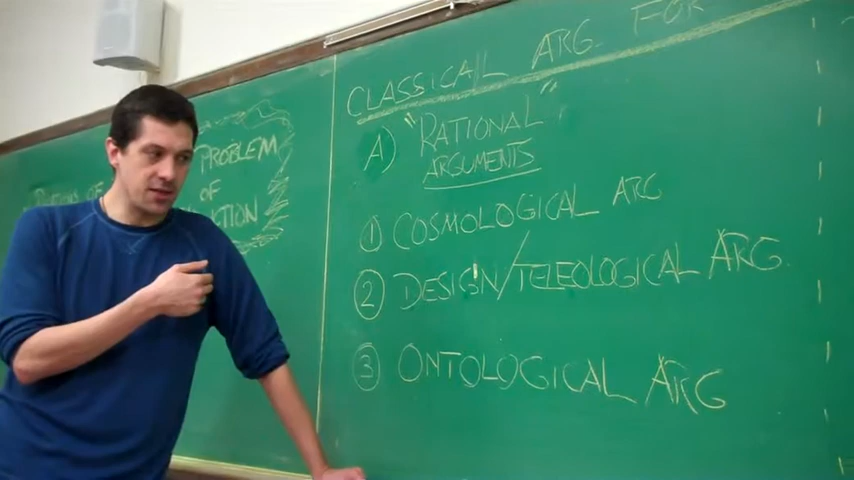 PROBLEM
OF
CLASSICAL ARG. FOR
A) "RATIONAL"
ARGUMENTS
① COSMOLOGICAL ARG
② DESIGN/TELEOLOGICAL ARG.
③ ONTOLOGICAL ARG